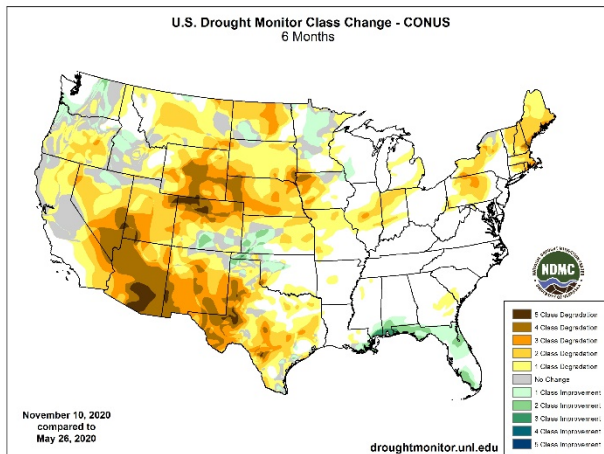 U.S. Drought Monitor Class Change - CONUS
6 Months
NDMC
5 Class Degradation
4 Class Degradation
3 Class Degradation
2 Class Degradation
1 Class Degradation
No Change
1 Class Improvement
2 Class Improvement
3 Class Improvement
4 Class Improvement
5 Class Improvement
November 10, 2020
compared to
May 26, 2020
droughtmonitor.unl.edu